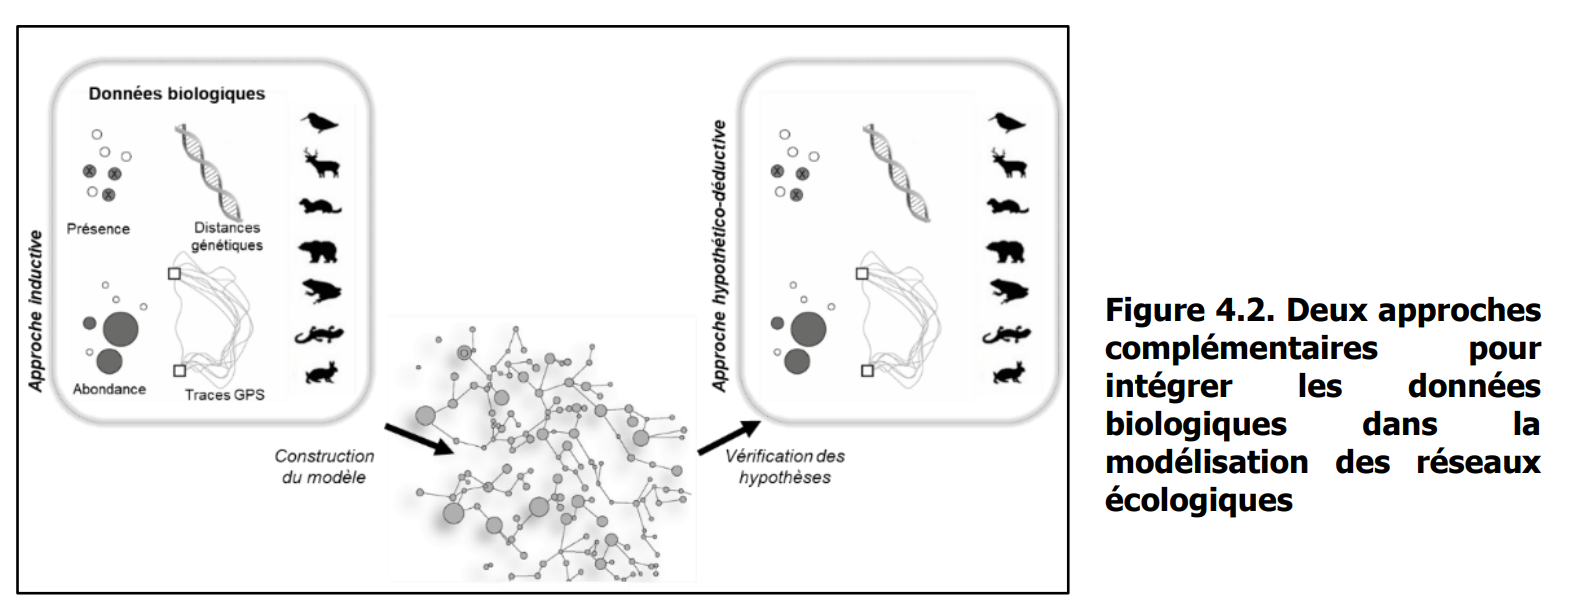 Données biologiques
Présence
Distances
génétiques
Abondance
Traces GPS
Approche inductive
Construction
du modèle
Vérification des
hypothèses
Approche hypothético-déductive
Figure 4.2. Deux approches
complémentaires pour
intégrer les données
biologiques dans la
modélisation des réseaux
écologiques